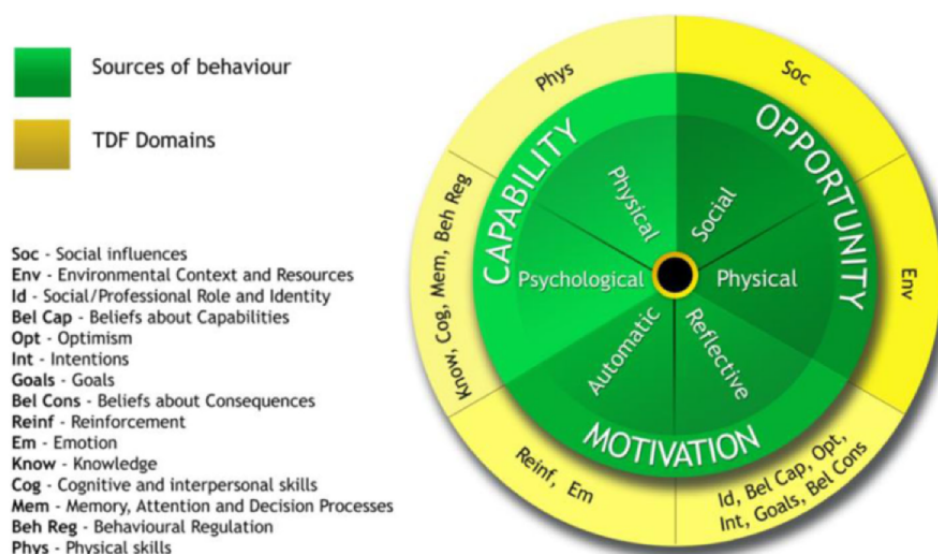 Sources of behaviour
TDF Domains
Soc - Social influences
Env - Environmental Context and Resources
Id - Social/Professional Role and Identity
Bel Cap - Beliefs about Capabilities
Opt - Optimism
Int - Intentions
Goals - Goals
Bel Cons - Beliefs about Consequences
Reinf - Reinforcement
Em - Emotion
Know - Knowledge
Cog - Cognitive and interpersonal skills
Mem - Memory, Attention and Decision Processes
Beh Reg - Behavioural Regulation
Phys - Physical skills
Phys
Soc
CAPABILITY
OPPORTUNITY
Physical
Social
Know, Cog, Mem, Beh Reg
Psychological
Physical
Env
Automatic
Reflective
MOTIVATION
Reinf, Em
Id, Bel Cap, Opt,
Int, Goals, Bel Cons